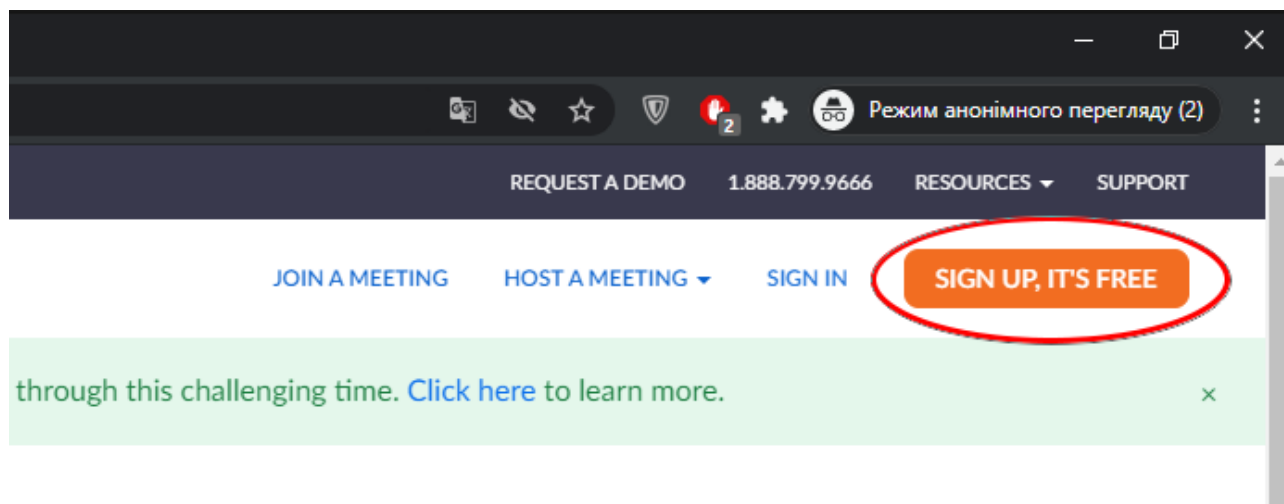 2
Режим анонімного перегляду (2)
REQUEST A DEMO 1.888.799.9666 RESOURCES SUPPORT
JOIN A MEETING HOST A MEETING SIGN IN SIGN UP, IT'S FREE
through this challenging time. Click here to learn more.